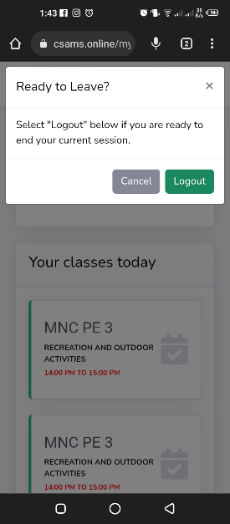 1:43
csams.online/my
2
Ready to Leave?
×
Select "Logout" below if you are ready to
end your current session.
Cancel
Logout
Your classes today
MNC PE 3
RECREATION AND OUTDOOR
ACTIVITIES
14:00 PM TO 15:00 PM
MNC PE 3
RECREATION AND OUTDOOR
ACTIVITIES
14:00 PM TO 15:00 PM